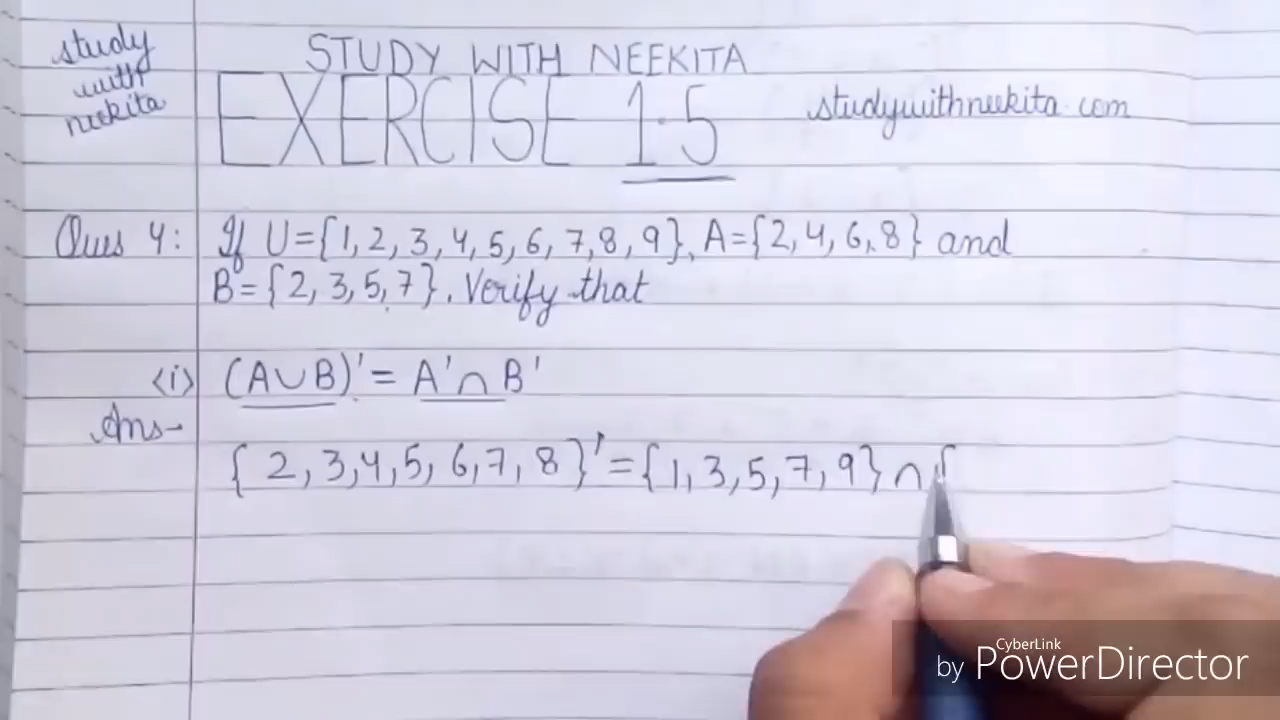 study
with
neekita
STUDY WITH NEEKITA
EXERCISE 1.5
studywithneekita.com
Ques 4: If U={1, 2, 3, 4, 5, 6, 7, 8, 9}, A={2, 4, 6, 8} and
B={2, 3, 5, 7}. Verify that
(i) (A∪B)' = A'∩B'
Ans-
{2, 3, 4, 5, 6, 7, 8}' = {1, 3, 5, 7, 9} ∩ {
CyberLink
by PowerDirector